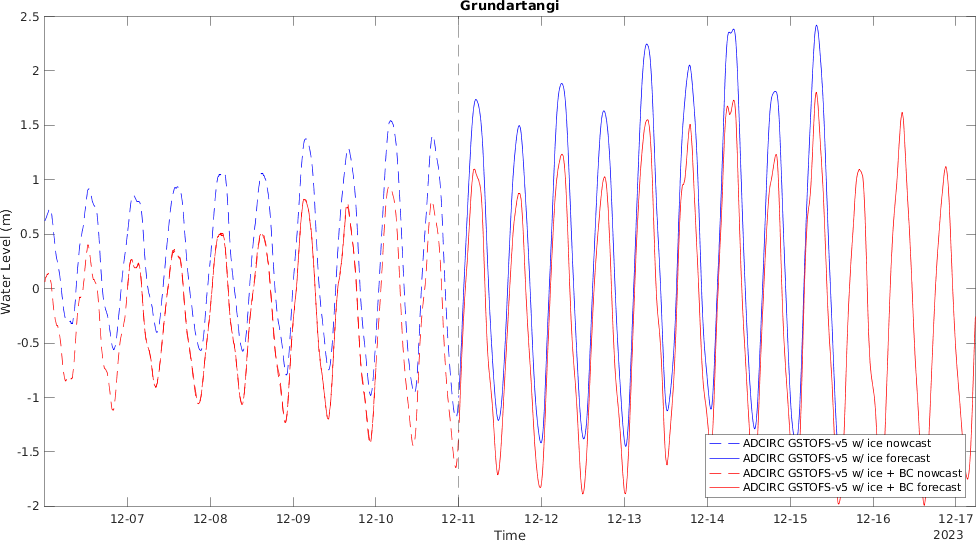 Grundartangi
2.5
2
1.5
1
0.5
0
-0.5
-1
-1.5
-2
Water Level (m)
12-07 12-08 12-09 12-10 12-11 12-12 12-13 12-14 12-15 12-16 12-17
Time
2023
ADCIRC GSTOFS-v5 w/ ice nowcast
ADCIRC GSTOFS-v5 w/ ice forecast
ADCIRC GSTOFS-v5 w/ ice + BC nowcast
ADCIRC GSTOFS-v5 w/ ice + BC forecast